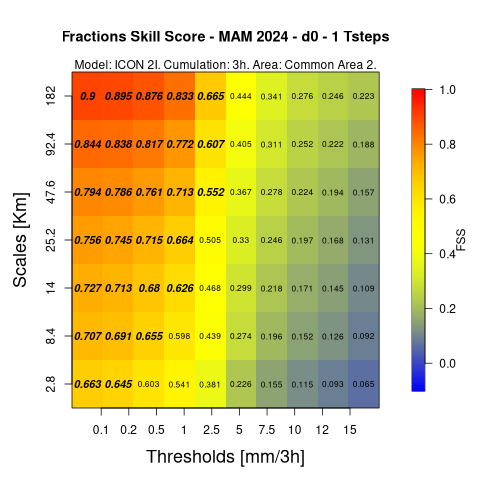 Fractions Skill Score - MAM 2024 - d0 - 1 Tsteps
Model: ICON 2I. Cumulation: 3h. Area: Common Area 2.
Scales [Km]
182 0.9 0.895 0.876 0.833 0.665 0.444 0.341 0.276 0.246 0.223
92.4 0.844 0.838 0.817 0.772 0.607 0.405 0.311 0.252 0.222 0.188
47.6 0.794 0.786 0.761 0.713 0.552 0.367 0.278 0.224 0.194 0.157
25.2 0.756 0.745 0.715 0.664 0.505 0.33 0.246 0.197 0.168 0.131
14 0.727 0.713 0.68 0.626 0.468 0.299 0.218 0.171 0.145 0.109
8.4 0.707 0.691 0.655 0.598 0.439 0.274 0.196 0.152 0.126 0.092
2.8 0.663 0.645 0.603 0.541 0.381 0.226 0.155 0.115 0.093 0.065
0.1 0.2 0.5 1 2.5 5 7.5 10 12 15
Thresholds [mm/3h]
1.0
0.8
0.6
0.4
0.2
0.0
FSS